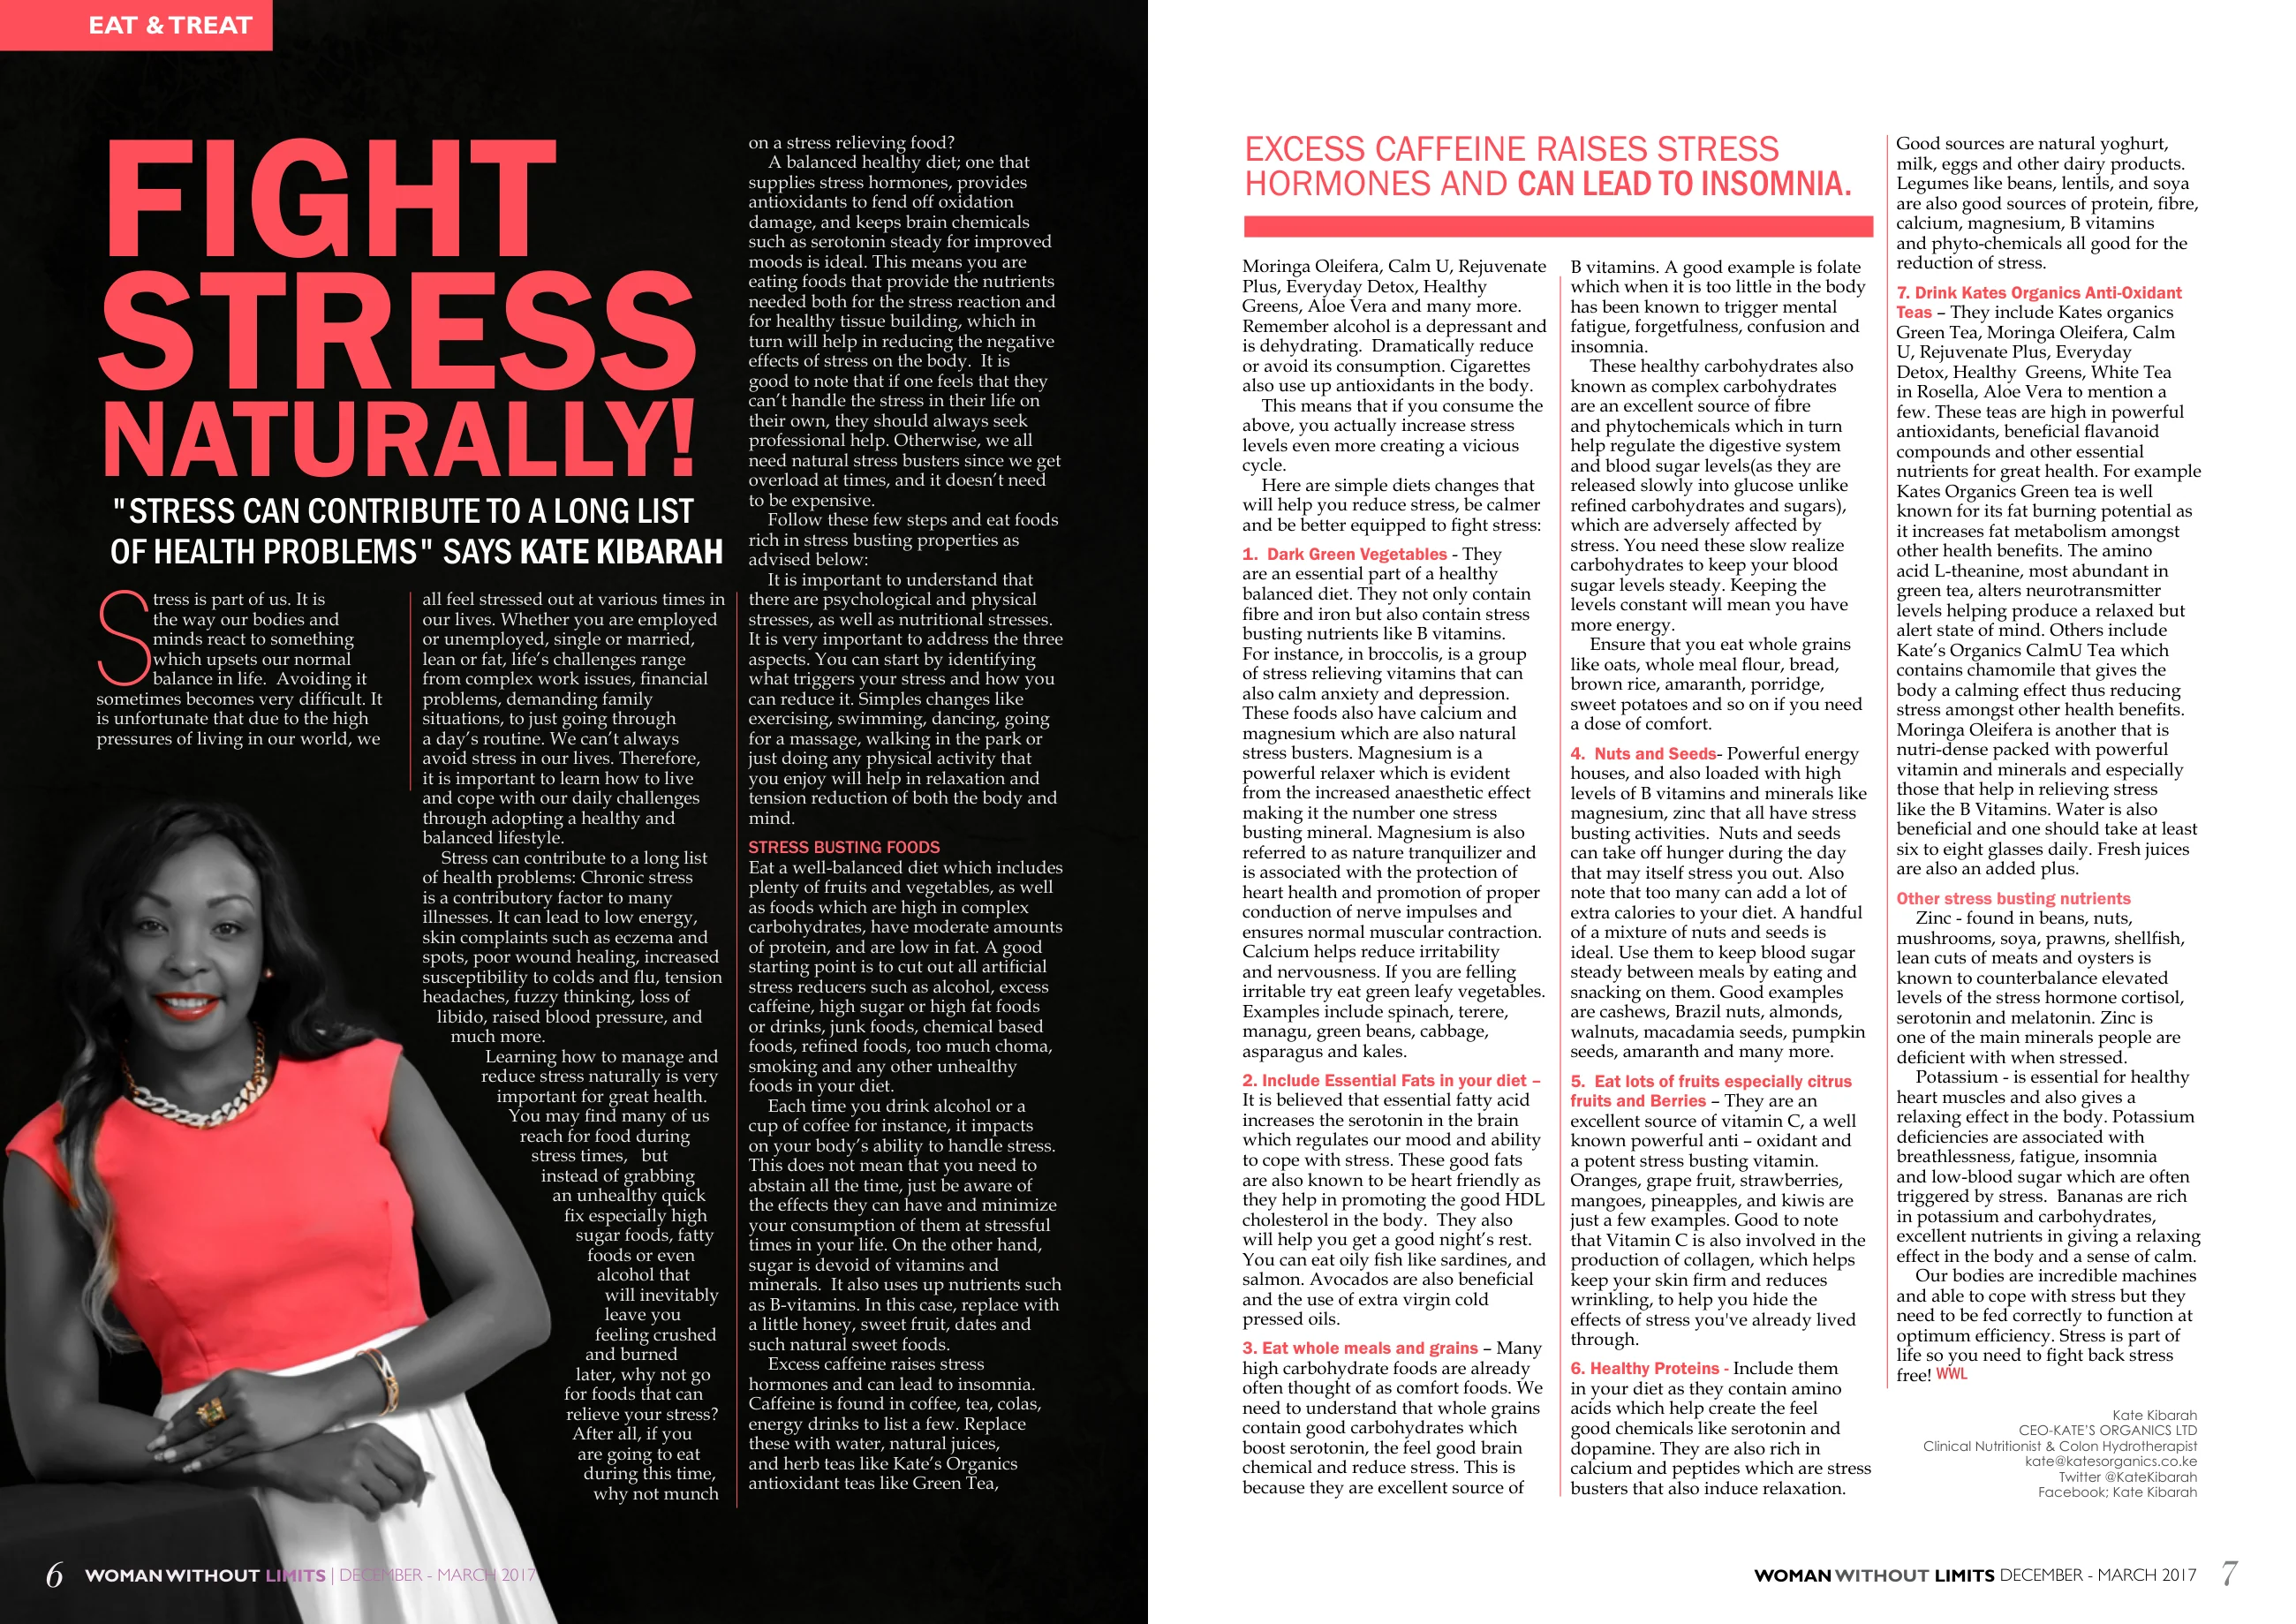 EAT & TREAT
FIGHT
STRESS
NATURALLY!
"STRESS CAN CONTRIBUTE TO A LONG LIST
OF HEALTH PROBLEMS" SAYS KATE KIBARAH
Stress is part of us. It is
the way our bodies and
minds react to something
which upsets our normal
balance in life.  Avoiding it
sometimes becomes very difficult. It
is unfortunate that due to the high
pressures of living in our world, we
all feel stressed out at various times in
our lives. Whether you are employed
or unemployed, single or married,
lean or fat, life's challenges range
from complex work issues, financial
problems, demanding family
situations, to just going through
a day's routine. We can't always
avoid stress in our lives. Therefore,
it is important to learn how to live
and cope with our daily challenges
through adopting a healthy and
balanced lifestyle.
Stress can contribute to a long list
of health problems: Chronic stress
is a contributory factor to many
illnesses. It can lead to low energy,
skin complaints such as eczema and
spots, poor wound healing, increased
susceptibility to colds and flu, tension
headaches, fuzzy thinking, loss of
libido, raised blood pressure, and
much more.
Learning how to manage and
reduce stress naturally is very
important for great health.
You may find many of us
reach for food during
stress times,   but
instead of grabbing
an unhealthy quick
fix especially high
sugar foods, fatty
foods or even
alcohol that
will inevitably
leave you
feeling crushed
and burned
later, why not go
for foods that can
relieve your stress?
After all, if you
are going to eat
during this time,
why not munch
on a stress relieving food?
A balanced healthy diet; one that
supplies stress hormones, provides
antioxidants to fend off oxidation
damage, and keeps brain chemicals
such as serotonin steady for improved
moods is ideal. This means you are
eating foods that provide the nutrients
needed both for the stress reaction and
for healthy tissue building, which in
turn will help in reducing the negative
effects of stress on the body.  It is
good to note that if one feels that they
can't handle the stress in their life on
their own, they should always seek
professional help. Otherwise, we all
need natural stress busters since we get
overload at times, and it doesn't need
to be expensive.
Follow these few steps and eat foods
rich in stress busting properties as
advised below:
It is important to understand that
there are psychological and physical
stresses, as well as nutritional stresses.
It is very important to address the three
aspects. You can start by identifying
what triggers your stress and how you
can reduce it. Simples changes like
exercising, swimming, dancing, going
for a massage, walking in the park or
just doing any physical activity that
you enjoy will help in relaxation and
tension reduction of both the body and
mind.
STRESS BUSTING FOODS
Eat a well-balanced diet which includes
plenty of fruits and vegetables, as well
as foods which are high in complex
carbohydrates, have moderate amounts
of protein, and are low in fat. A good
starting point is to cut out all artificial
stress reducers such as alcohol, excess
caffeine, high sugar or high fat foods
or drinks, junk foods, chemical based
foods, refined foods, too much choma,
smoking and any other unhealthy
foods in your diet.
Each time you drink alcohol or a
cup of coffee for instance, it impacts
on your body's ability to handle stress.
This does not mean that you need to
abstain all the time, just be aware of
the effects they can have and minimize
your consumption of them at stressful
times in your life. On the other hand,
sugar is devoid of vitamins and
minerals.  It also uses up nutrients such
as B-vitamins. In this case, replace with
a little honey, sweet fruit, dates and
such natural sweet foods.
Excess caffeine raises stress
hormones and can lead to insomnia.
Caffeine is found in coffee, tea, colas,
energy drinks to list a few. Replace
these with water, natural juices,
and herb teas like Kate's Organics
antioxidant teas like Green Tea,
6 WOMAN WITHOUT LIMITS | DECEMBER - MARCH 2017
EXCESS CAFFEINE RAISES STRESS
HORMONES AND CAN LEAD TO INSOMNIA.
Moringa Oleifera, Calm U, Rejuvenate
Plus, Everyday Detox, Healthy
Greens, Aloe Vera and many more.
Remember alcohol is a depressant and
is dehydrating.  Dramatically reduce
or avoid its consumption. Cigarettes
also use up antioxidants in the body.
This means that if you consume the
above, you actually increase stress
levels even more creating a vicious
cycle.
Here are simple diets changes that
will help you reduce stress, be calmer
and be better equipped to fight stress:
1.  Dark Green Vegetables - They
are an essential part of a healthy
balanced diet. They not only contain
fibre and iron but also contain stress
busting nutrients like B vitamins.
For instance, in broccolis, is a group
of stress relieving vitamins that can
also calm anxiety and depression.
These foods also have calcium and
magnesium which are also natural
stress busters. Magnesium is a
powerful relaxer which is evident
from the increased anaesthetic effect
making it the number one stress
busting mineral. Magnesium is also
referred to as nature tranquilizer and
is associated with the protection of
heart health and promotion of proper
conduction of nerve impulses and
ensures normal muscular contraction.
Calcium helps reduce irritability
and nervousness. If you are felling
irritable try eat green leafy vegetables.
Examples include spinach, terere,
managu, green beans, cabbage,
asparagus and kales.
2. Include Essential Fats in your diet –
It is believed that essential fatty acid
increases the serotonin in the brain
which regulates our mood and ability
to cope with stress. These good fats
are also known to be heart friendly as
they help in promoting the good HDL
cholesterol in the body.  They also
will help you get a good night's rest.
You can eat oily fish like sardines, and
salmon. Avocados are also beneficial
and the use of extra virgin cold
pressed oils.
3. Eat whole meals and grains – Many
high carbohydrate foods are already
often thought of as comfort foods. We
need to understand that whole grains
contain good carbohydrates which
boost serotonin, the feel good brain
chemical and reduce stress. This is
because they are excellent source of
B vitamins. A good example is folate
which when it is too little in the body
has been known to trigger mental
fatigue, forgetfulness, confusion and
insomnia.
These healthy carbohydrates also
known as complex carbohydrates
are an excellent source of fibre
and phytochemicals which in turn
help regulate the digestive system
and blood sugar levels(as they are
released slowly into glucose unlike
refined carbohydrates and sugars),
which are adversely affected by
stress. You need these slow realize
carbohydrates to keep your blood
sugar levels steady. Keeping the
levels constant will mean you have
more energy.
Ensure that you eat whole grains
like oats, whole meal flour, bread,
brown rice, amaranth, porridge,
sweet potatoes and so on if you need
a dose of comfort.
4.  Nuts and Seeds- Powerful energy
houses, and also loaded with high
levels of B vitamins and minerals like
magnesium, zinc that all have stress
busting activities.  Nuts and seeds
can take off hunger during the day
that may itself stress you out. Also
note that too many can add a lot of
extra calories to your diet. A handful
of a mixture of nuts and seeds is
ideal. Use them to keep blood sugar
steady between meals by eating and
snacking on them. Good examples
are cashews, Brazil nuts, almonds,
walnuts, macadamia seeds, pumpkin
seeds, amaranth and many more.
5.  Eat lots of fruits especially citrus
fruits and Berries – They are an
excellent source of vitamin C, a well
known powerful anti – oxidant and
a potent stress busting vitamin.
Oranges, grape fruit, strawberries,
mangoes, pineapples, and kiwis are
just a few examples. Good to note
that Vitamin C is also involved in the
production of collagen, which helps
keep your skin firm and reduces
wrinkling, to help you hide the
effects of stress you've already lived
through.
6. Healthy Proteins - Include them
in your diet as they contain amino
acids which help create the feel
good chemicals like serotonin and
dopamine. They are also rich in
calcium and peptides which are stress
busters that also induce relaxation.
Good sources are natural yoghurt,
milk, eggs and other dairy products.
Legumes like beans, lentils, and soya
are also good sources of protein, fibre,
calcium, magnesium, B vitamins
and phyto-chemicals all good for the
reduction of stress.
7. Drink Kates Organics Anti-Oxidant
Teas – They include Kates organics
Green Tea, Moringa Oleifera, Calm
U, Rejuvenate Plus, Everyday
Detox, Healthy  Greens, White Tea
in Rosella, Aloe Vera to mention a
few. These teas are high in powerful
antioxidants, beneficial flavanoid
compounds and other essential
nutrients for great health. For example
Kates Organics Green tea is well
known for its fat burning potential as
it increases fat metabolism amongst
other health benefits. The amino
acid L-theanine, most abundant in
green tea, alters neurotransmitter
levels helping produce a relaxed but
alert state of mind. Others include
Kate's Organics CalmU Tea which
contains chamomile that gives the
body a calming effect thus reducing
stress amongst other health benefits.
Moringa Oleifera is another that is
nutri-dense packed with powerful
vitamin and minerals and especially
those that help in relieving stress
like the B Vitamins. Water is also
beneficial and one should take at least
six to eight glasses daily. Fresh juices
are also an added plus.
Other stress busting nutrients
Zinc - found in beans, nuts,
mushrooms, soya, prawns, shellfish,
lean cuts of meats and oysters is
known to counterbalance elevated
levels of the stress hormone cortisol,
serotonin and melatonin. Zinc is
one of the main minerals people are
deficient with when stressed.
Potassium - is essential for healthy
heart muscles and also gives a
relaxing effect in the body. Potassium
deficiencies are associated with
breathlessness, fatigue, insomnia
and low-blood sugar which are often
triggered by stress.  Bananas are rich
in potassium and carbohydrates,
excellent nutrients in giving a relaxing
effect in the body and a sense of calm.
Our bodies are incredible machines
and able to cope with stress but they
need to be fed correctly to function at
optimum efficiency. Stress is part of
life so you need to fight back stress
free! WWL
Kate Kibarah
CEO-KATE'S ORGANICS LTD
Clinical Nutritionist & Colon Hydrotherapist
kate@katesorganics.co.ke
Twitter @KateKibarah
Facebook; Kate Kibarah
WOMAN WITHOUT LIMITS DECEMBER - MARCH 2017 7